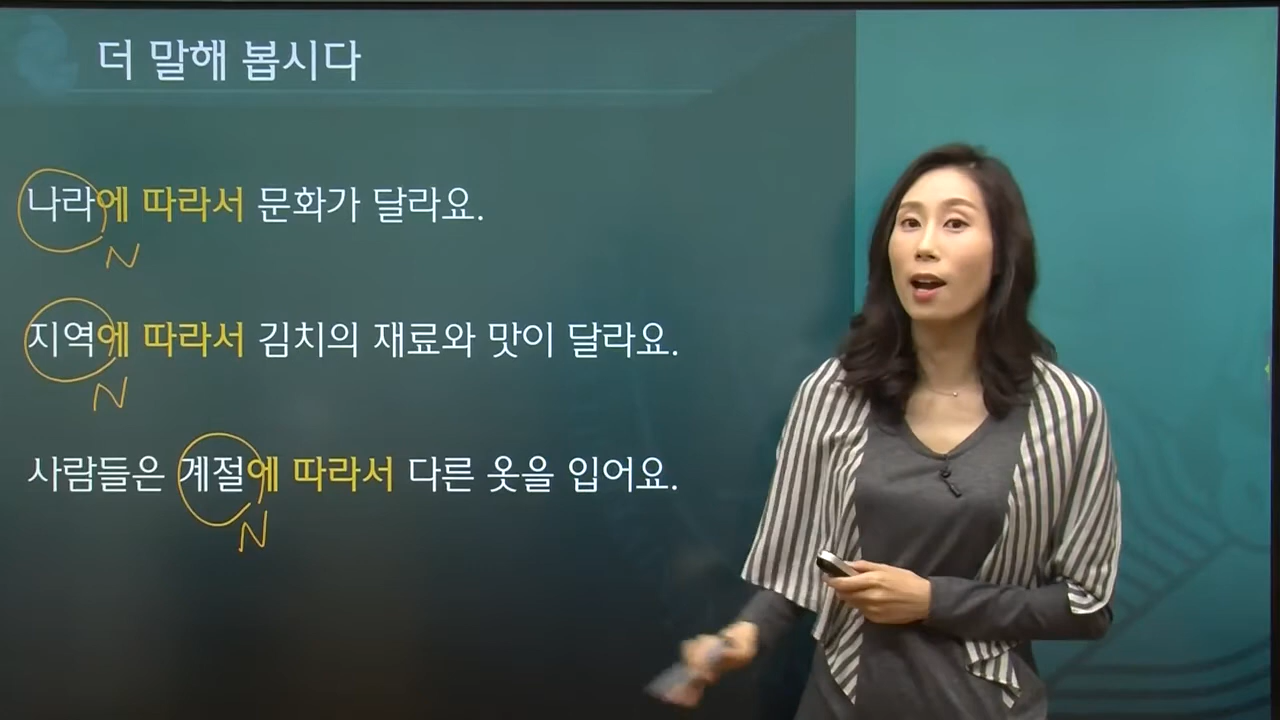 더 말해 봅시다
나라에 따라서 문화가 달라요.
N
지역에 따라서 김치의 재료와 맛이 달라요.
N
사람들은 계절에 따라서 다른 옷을 입어요.
N